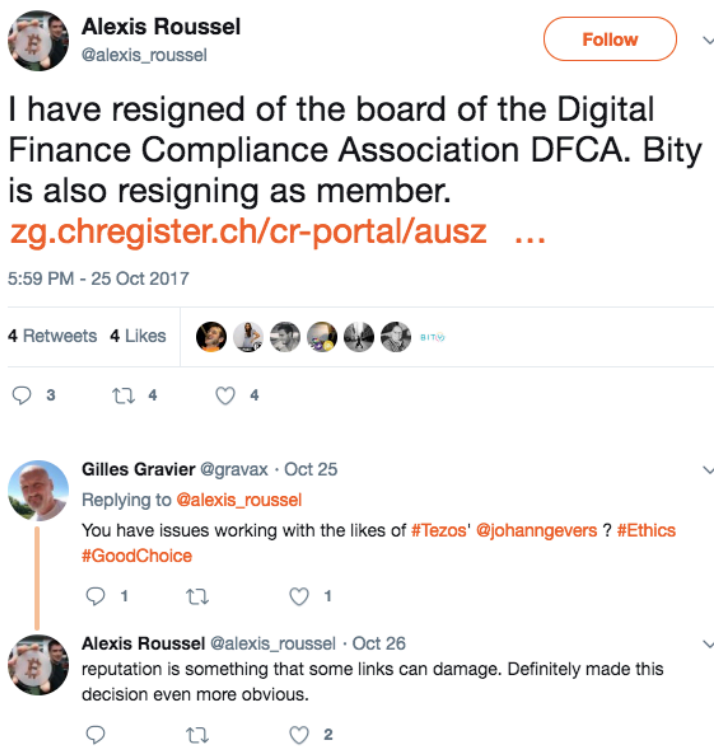 Alexis Roussel
@alexis_roussel
Follow
I have resigned of the board of the Digital
Finance Compliance Association DFCA. Bity
is also resigning as member.
zg.chregister.ch/cr-portal/ausz ...
5:59 PM - 25 Oct 2017
4 Retweets 4 Likes
BITY
3 4 4
Gilles Gravier @gravax · Oct 25
Replying to @alexis_roussel
You have issues working with the likes of #Tezos' @johanngevers ? #Ethics
#GoodChoice
1 1
Alexis Roussel @alexis_roussel · Oct 26
reputation is something that some links can damage. Definitely made this
decision even more obvious.
2